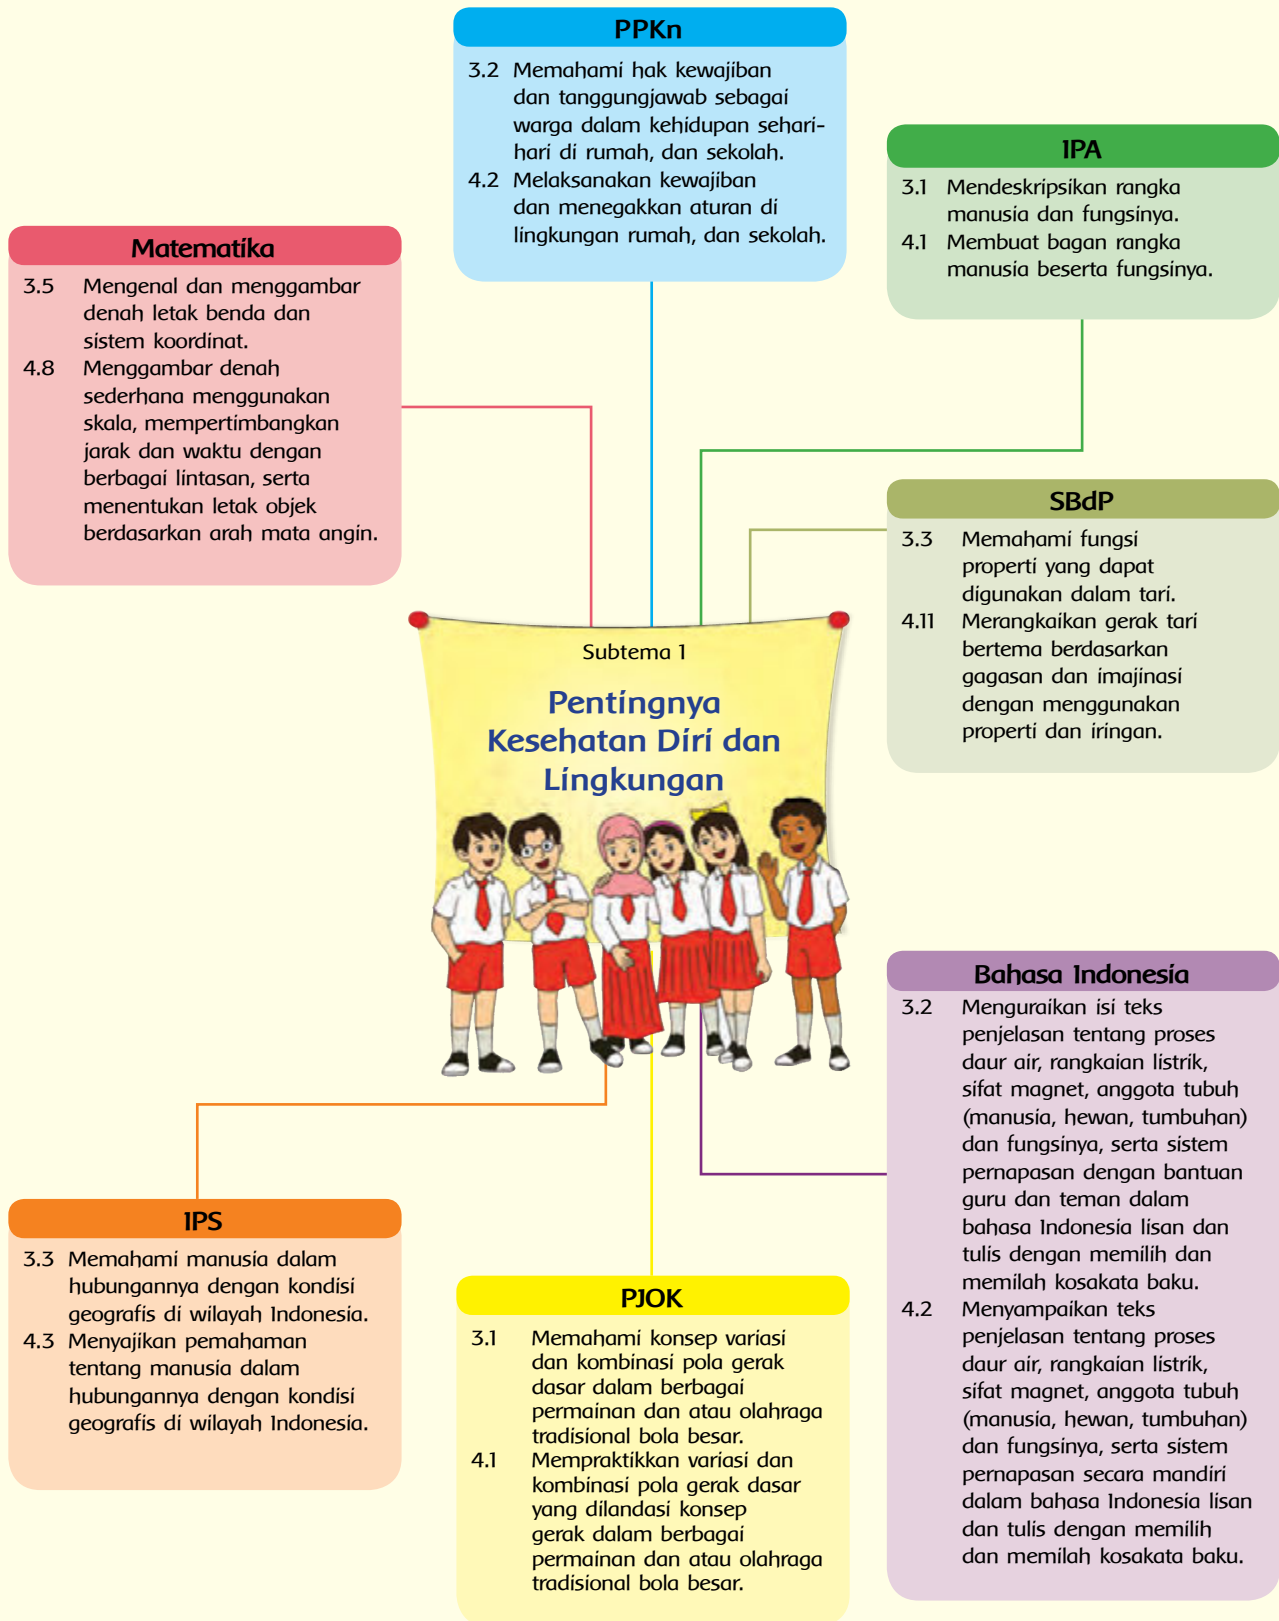 PPKn
3.2 Memahami hak kewajiban
dan tanggungjawab sebagai
warga dalam kehidupan sehari-
hari di rumah, dan sekolah.
4.2 Melaksanakan kewajiban
dan menegakkan aturan di
lingkungan rumah, dan sekolah.
IPA
3.1 Mendeskripsikan rangka
manusia dan fungsinya.
4.1 Membuat bagan rangka
manusia beserta fungsinya.
Matematika
3.5 Mengenal dan menggambar
denah letak benda dan
sistem koordinat.
4.8 Menggambar denah
sederhana menggunakan
skala, mempertimbangkan
jarak dan waktu dengan
berbagai lintasan, serta
menentukan letak objek
berdasarkan arah mata angin.
SBdP
3.3 Memahami fungsi
properti yang dapat
digunakan dalam tari.
4.11 Merangkaikan gerak tari
bertema berdasarkan
gagasan dan imajinasi
dengan menggunakan
properti dan iringan.
Subtema 1
Pentingnya
Kesehatan Diri dan
Lingkungan
Bahasa Indonesia
3.2 Menguraikan isi teks
penjelasan tentang proses
daur air, rangkaian listrik,
sifat magnet, anggota tubuh
(manusia, hewan, tumbuhan)
dan fungsinya, serta sistem
pernapasan dengan bantuan
guru dan teman dalam
bahasa Indonesia lisan dan
tulis dengan memilih dan
memilah kosakata baku.
4.2 Menyampaikan teks
penjelasan tentang proses
daur air, rangkaian listrik,
sifat magnet, anggota tubuh
(manusia, hewan, tumbuhan)
dan fungsinya, serta sistem
pernapasan secara mandiri
dalam bahasa Indonesia lisan
dan tulis dengan memilih
dan memilah kosakata baku.
IPS
3.3 Memahami manusia dalam
hubungannya dengan kondisi
geografis di wilayah Indonesia.
4.3 Menyajikan pemahaman
tentang manusia dalam
hubungannya dengan kondisi
geografis di wilayah Indonesia.
PJOK
3.1 Memahami konsep variasi
dan kombinasi pola gerak
dasar dalam berbagai
permainan dan atau olahraga
tradisional bola besar.
4.1 Mempraktikkan variasi dan
kombinasi pola gerak dasar
yang dilandasi konsep
gerak dalam berbagai
permainan dan atau olahraga
tradisional bola besar.